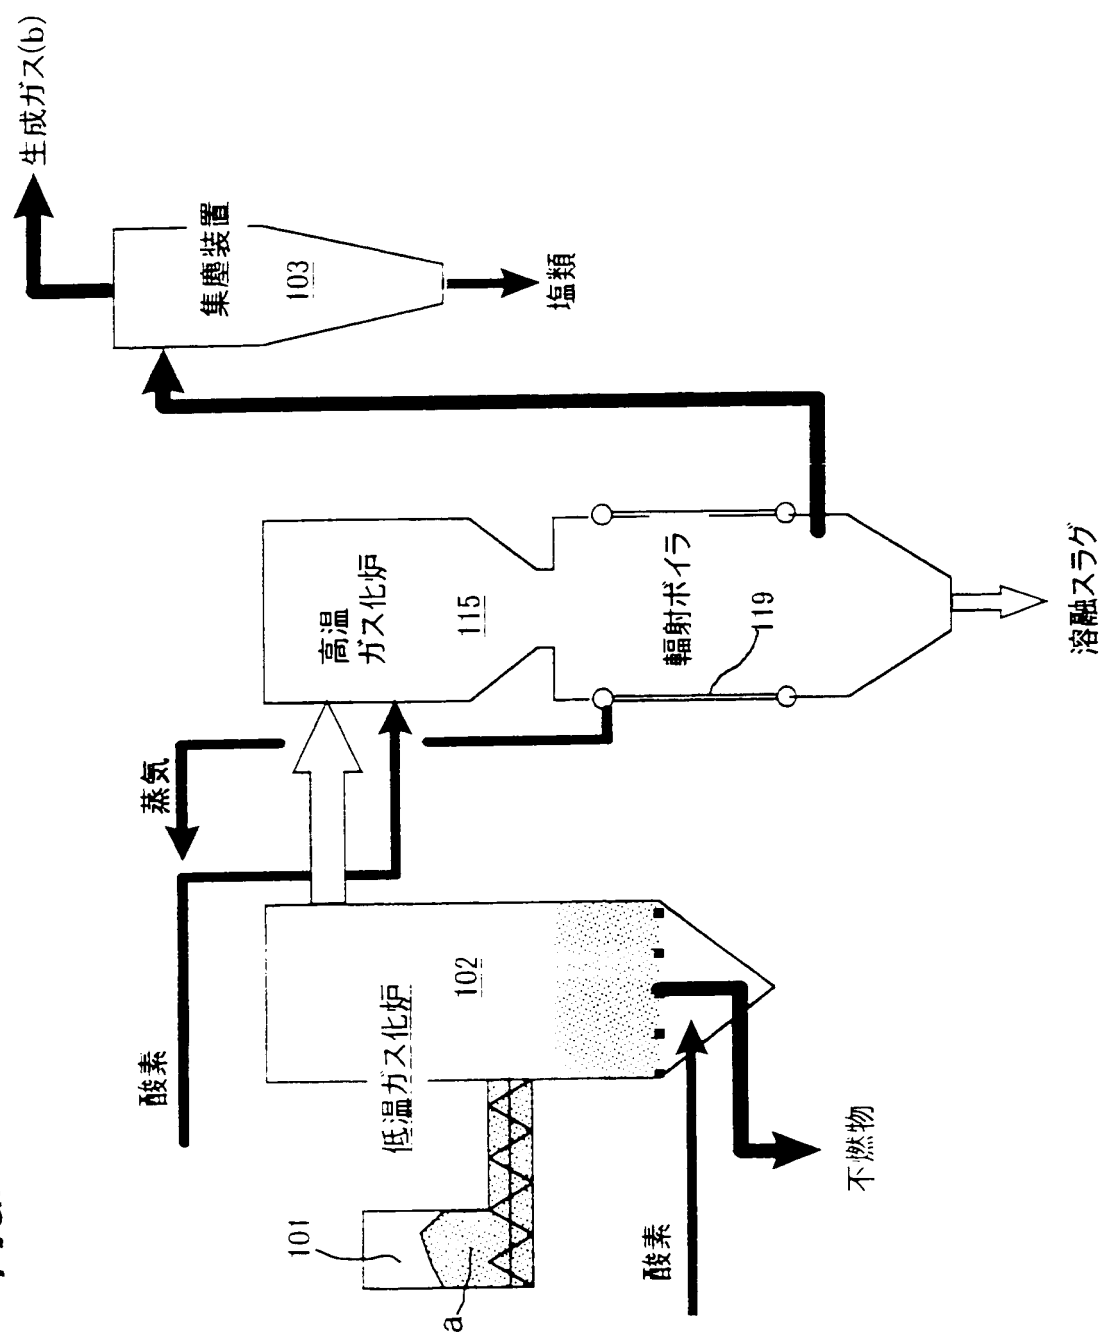 101
a
酸素
酸素
不燃物
低温ガス化炉
102
蒸気
高温
ガス化炉
115
輻射ボイラ
119
溶融スラグ
集塵装置
103
塩類
生成ガス(b)